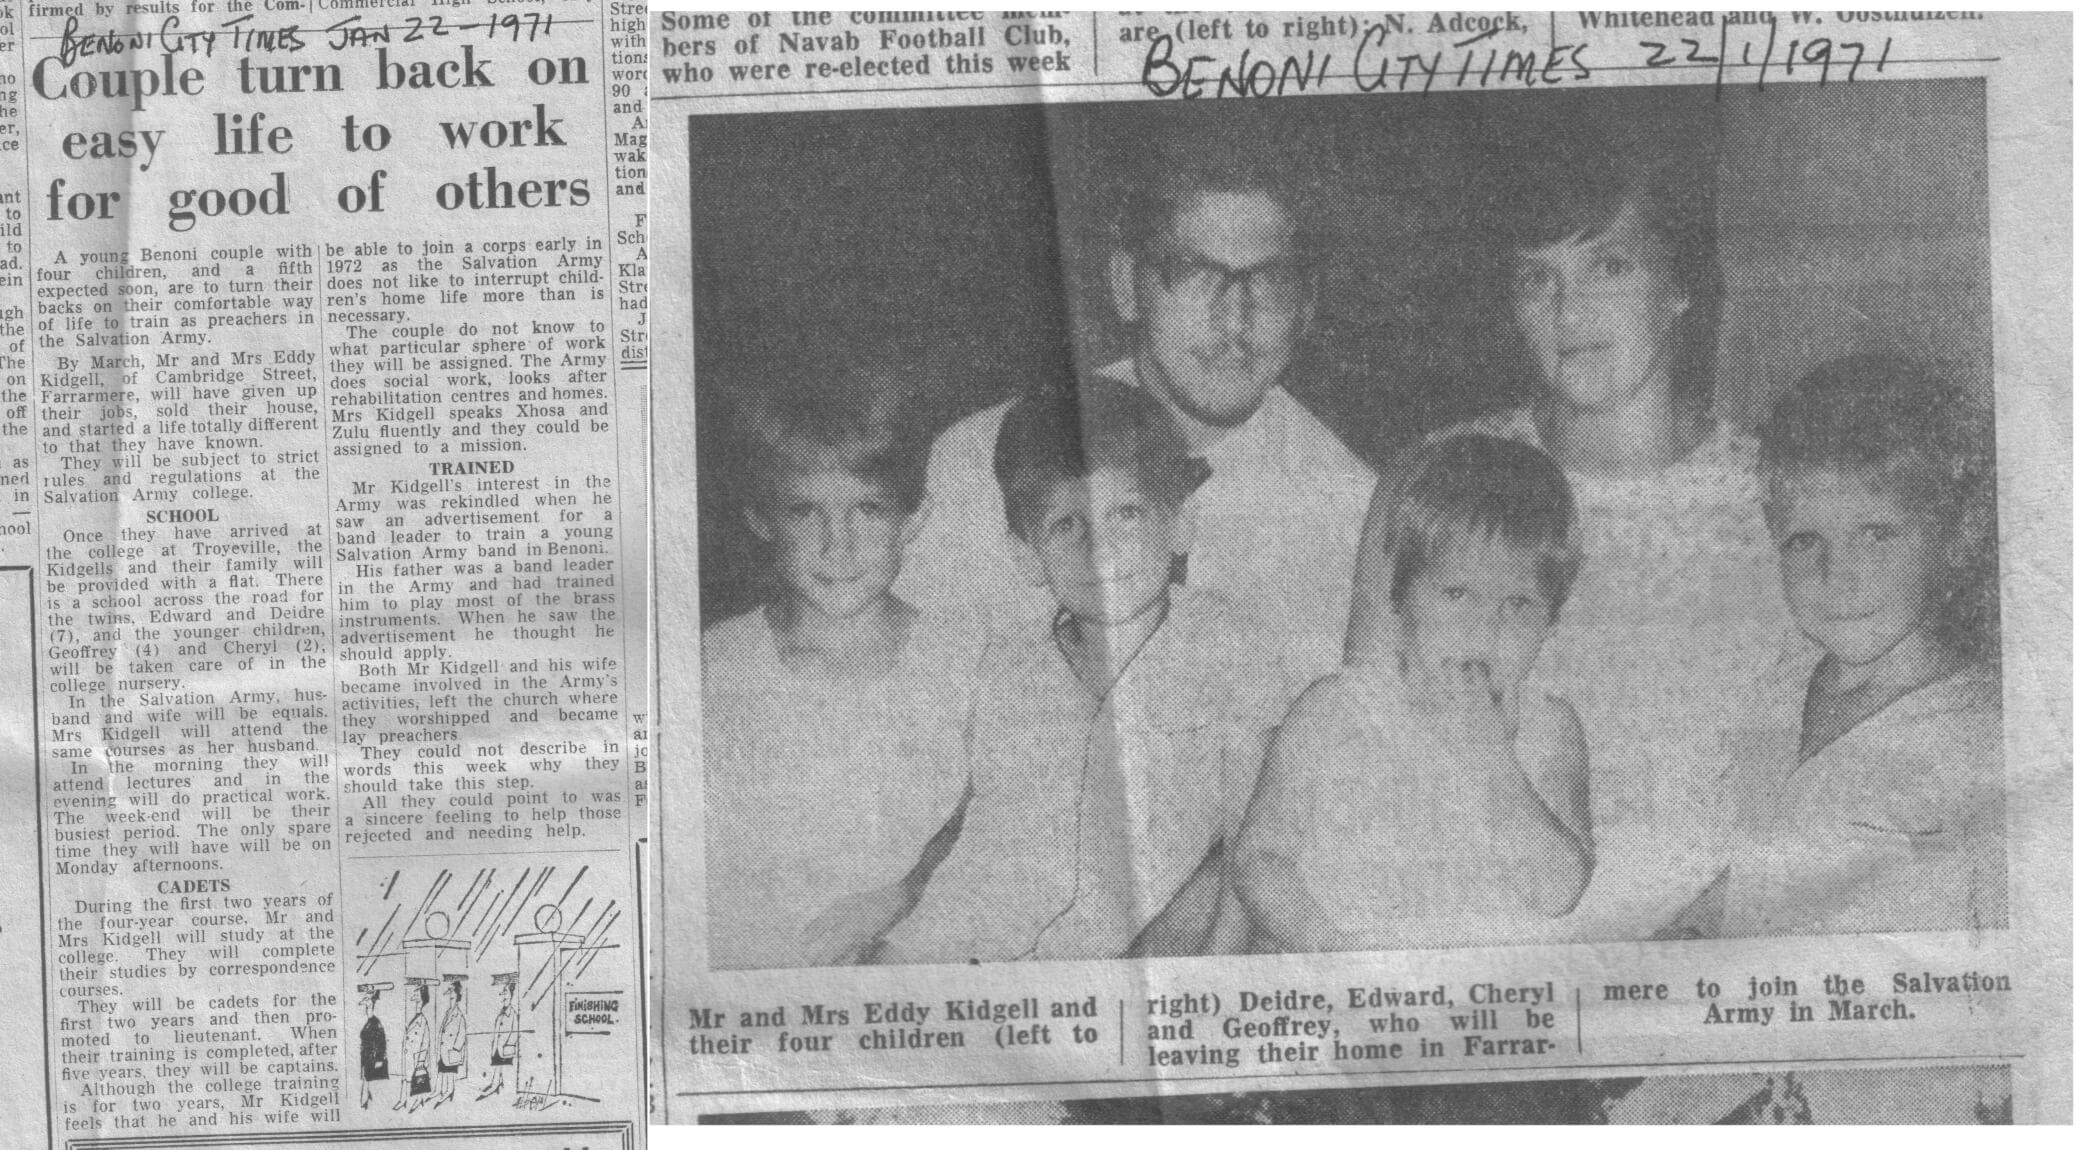 firmed by results for the Com-
Commercial High School,
BENONI CITY TIMES JAN 22-1971
Couple turn back on
easy life to work
for good of others
A young Benoni couple with
four children, and a fifth
expected soon, are to turn their
backs on their comfortable way
of life to train as preachers in
the Salvation Army.
By March, Mr and Mrs Eddy
Kidgell, of Cambridge Street,
Farrarmere, will have given up
their jobs, sold their house,
and started a life totally different
to that they have known.
They will be subject to strict
rules and regulations at the
Salvation Army college.
SCHOOL
Once they have arrived at
the college at Troyeville, the
Kidgells and their family will
be provided with a flat. There
is a school across the road for
the twins, Edward and Deidre
(7), and the younger children,
Geoffrey (4) and Cheryl (2),
will be taken care of in the
college nursery.
In the Salvation Army, hus-
band and wife will be equals.
Mrs Kidgell will attend the
same courses as her husband.
In the morning they will
attend lectures and in the
evening will do practical work.
The week-end will be their
busiest period. The only spare
time they will have will be on
Monday afternoons.
CADETS
During the first two years of
the four-year course, Mr and
Mrs Kidgell will study at the
college. They will complete
their studies by correspondence
courses.
They will be cadets for the
first two years and then pro-
moted to lieutenant. When
their training is completed, after
five years, they will be captains.
Although the college training
is for two years, Mr Kidgell
feels that he and his wife will
be able to join a corps early in
1972 as the Salvation Army
does not like to interrupt child-
ren's home life more than is
necessary.
The couple do not know to
what particular sphere of work
they will be assigned. The Army
does social work, looks after
rehabilitation centres and homes.
Mrs Kidgell speaks Xhosa and
Zulu fluently and they could be
assigned to a mission.
TRAINED
Mr Kidgell's interest in the
Army was rekindled when he
saw an advertisement for a
band leader to train a young
Salvation Army band in Benoni.
His father was a band leader
in the Army and had trained
him to play most of the brass
instruments. When he saw the
advertisement he thought he
should apply.
Both Mr Kidgell and his wife
became involved in the Army's
activities, left the church where
they worshipped and became
lay preachers
They could not describe in
words this week why they
should take this step.
All they could point to was
a sincere feeling to help those
rejected and needing help.
FINISHING
SCHOOL.
Some of the committee mem-
bers of Navab Football Club,
who were re-elected this week
are (left to right): N. Adcock,
Whitehead and W. Oosthuizen.
BENONI CITY TIMES 22/1/1971
Mr and Mrs Eddy Kidgell and
their four children (left to
right) Deidre, Edward, Cheryl
and Geoffrey, who will be
leaving their home in Farrar-
mere to join the Salvation
Army in March.